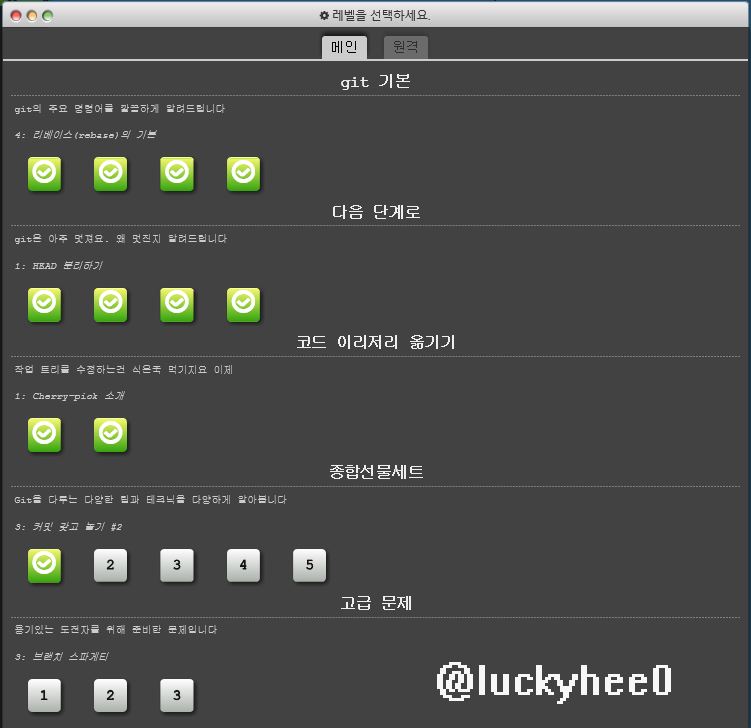 레벨을 선택하세요.
메인 원격
git 기본
git의 주요 명령어를 깔끔하게 알려드립니다
4: 리베이스(rebase)의 기본
다음 단계로
git은 아주 멋져요. 왜 멋진지 알려드립니다
1: HEAD 분리하기
코드 이리저리 옮기기
작업 트리를 수정하는건 식은죽 먹기지요 이제
1: Cherry-pick 소개
종합선물세트
Git을 다루는 다양한 팁과 테크닉을 다양하게 알아봅니다
3: 커밋 갖고 놀기 #2
2 3 4 5
고급 문제
용기있는 도전자를 위해 준비한 문제입니다
3: 브랜치 스파게티
1 2 3
@luckyhee0